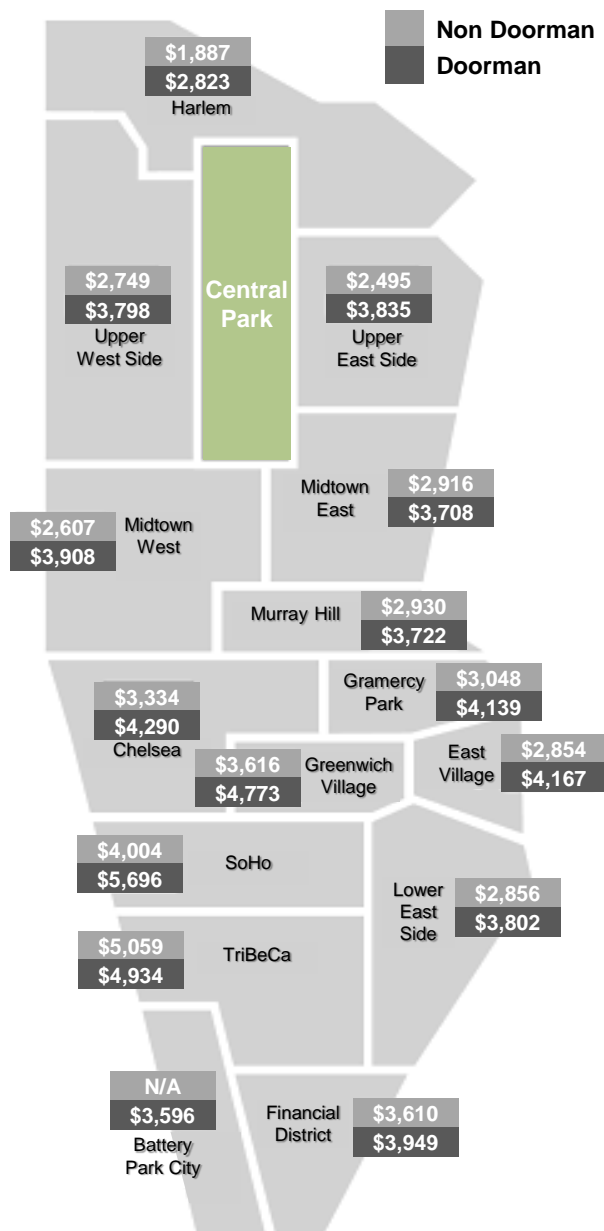 Non Doorman
Doorman
$1,887
$2,823
Harlem
$2,749
$3,798
Upper
West Side
Central
Park
$2,495
$3,835
Upper
East Side
Midtown
East
$2,916
$3,708
$2,607
$3,908
Midtown
West
Murray Hill
$2,930
$3,722
Gramercy
Park
$3,048
$4,139
$3,334
$4,290
Chelsea
$3,616
$4,773
Greenwich
Village
East
Village
$2,854
$4,167
$4,004
$5,696
SoHo
Lower
East
Side
$2,856
$3,802
$5,059
$4,934
TriBeCa
N/A
$3,596
Battery
Park City
Financial
District
$3,610
$3,949